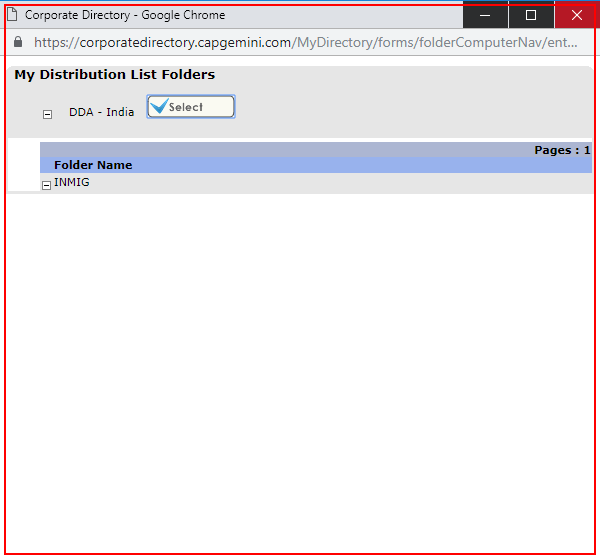 Corporate Directory - Google Chrome
https://corporatedirectory.capgemini.com/MyDirectory/forms/folderComputerNav/ent...
My Distribution List Folders
DDA - India Select
Pages : 1
Folder Name
INMIG